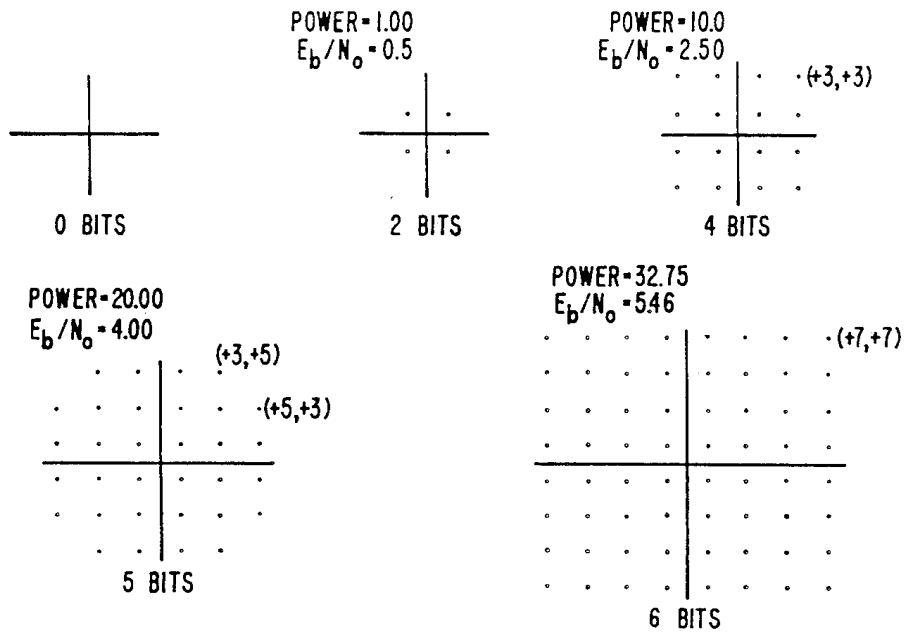 POWER=1.00
E_b/N_o=0.5
POWER=10.0
E_b/N_o=2.50
(+3,+3)
0 BITS
2 BITS
4 BITS
POWER=20.00
E_b/N_o=4.00
(+3,+5)
(+5,+3)
5 BITS
POWER=32.75
E_b/N_o=5.46
(+7,+7)
6 BITS